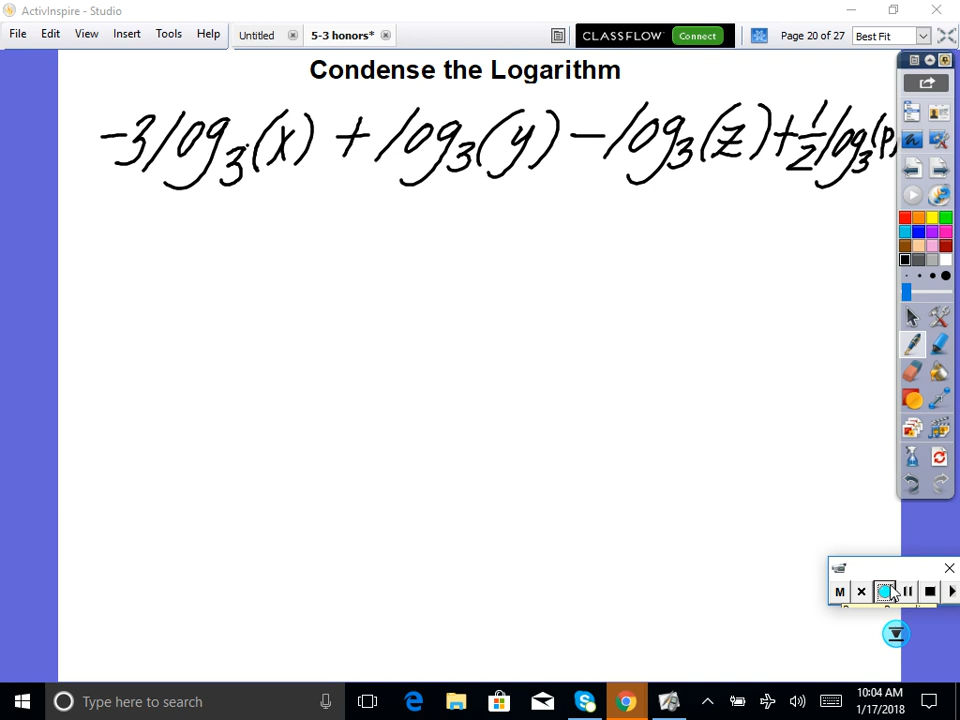 ActivInspire - Studio
File Edit View Insert Tools Help Untitled 5-3 honors* CLASSFLOW Connect Page 20 of 27 Best Fit
Condense the Logarithm
-3log₃(x) + log₃(y) - log₃(z) + 1/2 log₃(p)
M
Type here to search
10:04 AM
1/17/2018